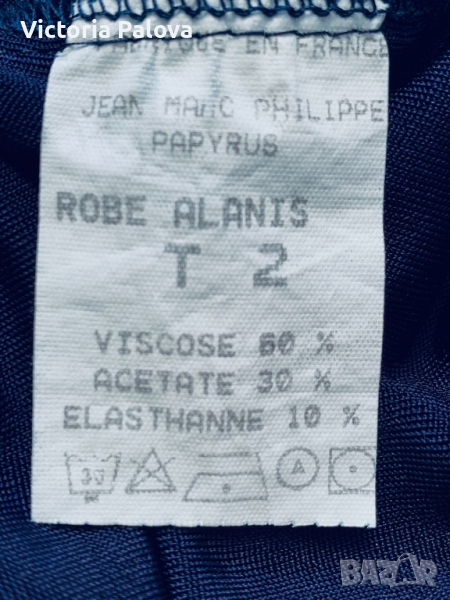 Victoria Palova
FABRIQUE EN FRANCE
JEAN MARC PHILIPPE
PAPYRUS
ROBE ALANIS
T 2
VISCOSE 60 %
ACETATE 30 %
ELASTHANNE 10 %
30 A
BAZAR